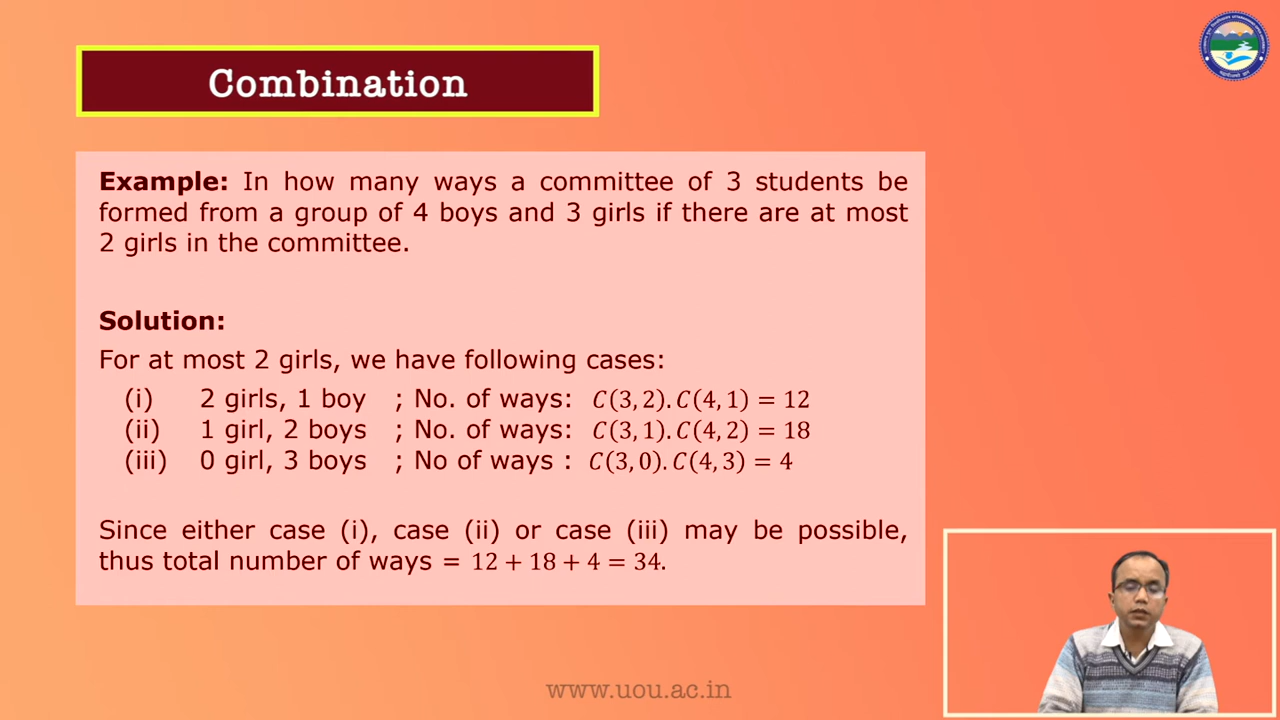 Combination
Example: In how many ways a committee of 3 students be
formed from a group of 4 boys and 3 girls if there are at most
2 girls in the committee.
Solution:
For at most 2 girls, we have following cases:
(i) 2 girls, 1 boy ; No. of ways: C(3,2).C(4,1) = 12
(ii) 1 girl, 2 boys ; No. of ways: C(3,1).C(4,2) = 18
(iii) 0 girl, 3 boys ; No of ways : C(3,0).C(4,3) = 4
Since either case (i), case (ii) or case (iii) may be possible,
thus total number of ways = 12 + 18 + 4 = 34.
www.uou.ac.in